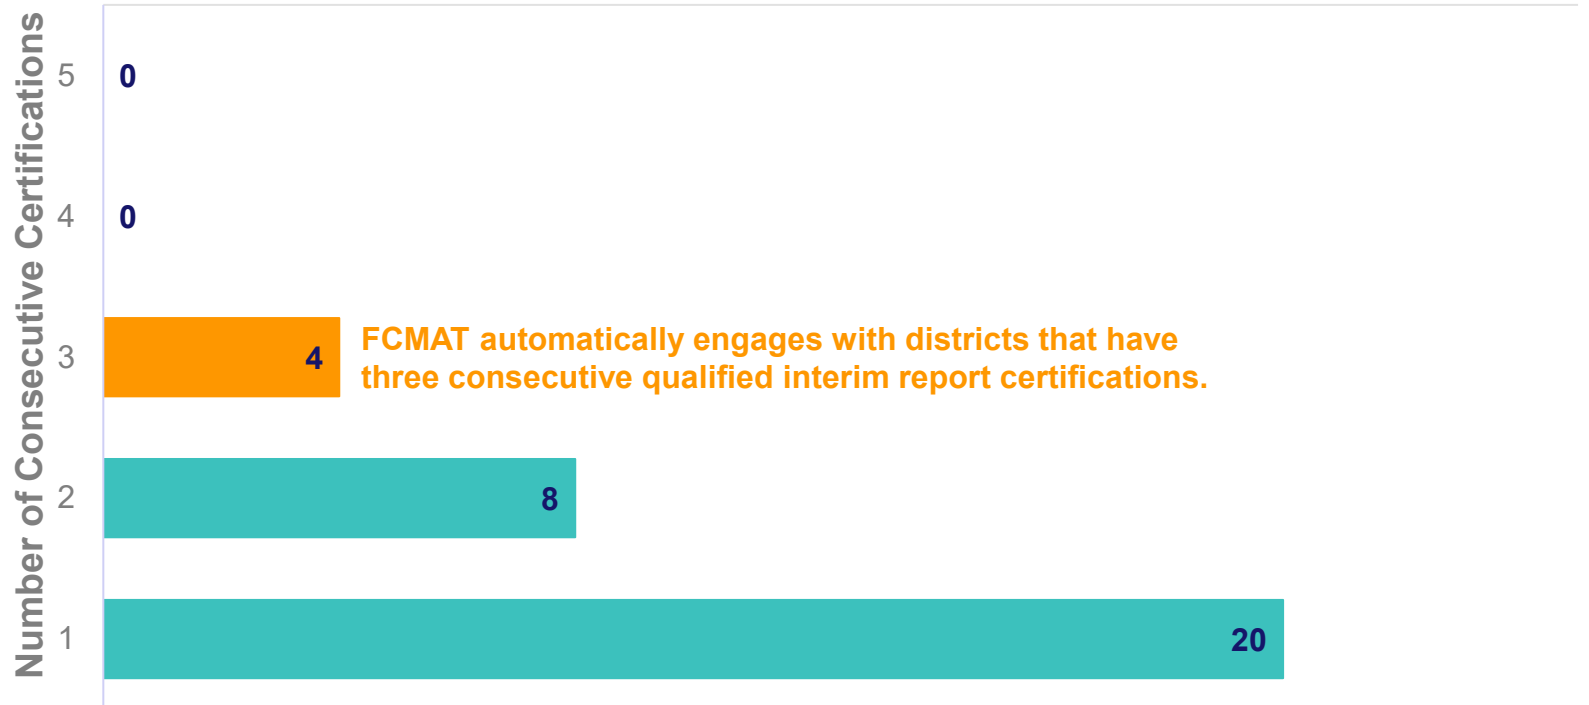 Number of Consecutive Certifications
5 0
4 0
3 4 FCMAT automatically engages with districts that have
three consecutive qualified interim report certifications.
2 8
1 20